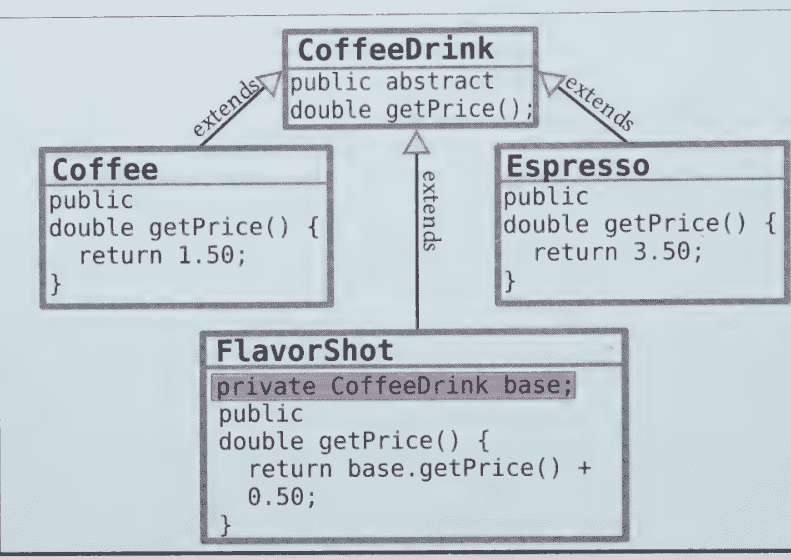 CoffeeDrink
public abstract
double getPrice();
extends
extends
extends
Coffee
public
double getPrice() {
return 1.50;
}
Espresso
public
double getPrice() {
return 3.50;
}
FlavorShot
private CoffeeDrink base;
public
double getPrice() {
return base.getPrice() +
0.50;
}